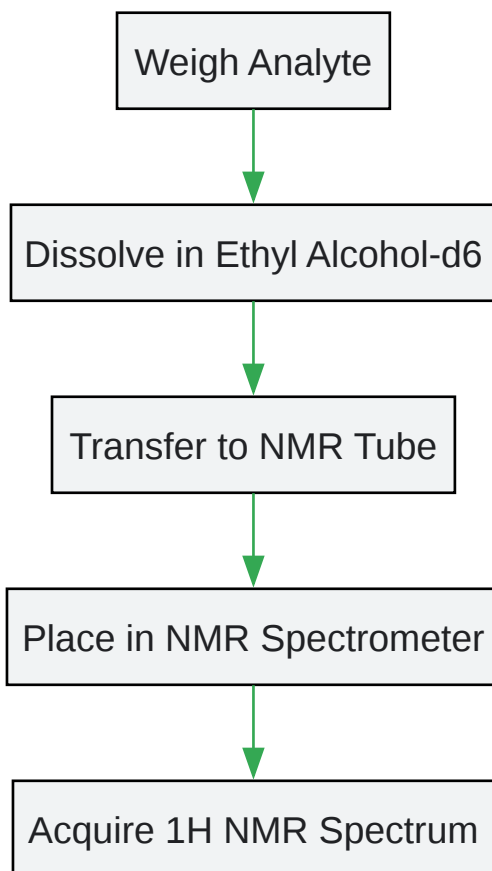 Weigh Analyte
Dissolve in Ethyl Alcohol-d6
Transfer to NMR Tube
Place in NMR Spectrometer
Acquire 1H NMR Spectrum